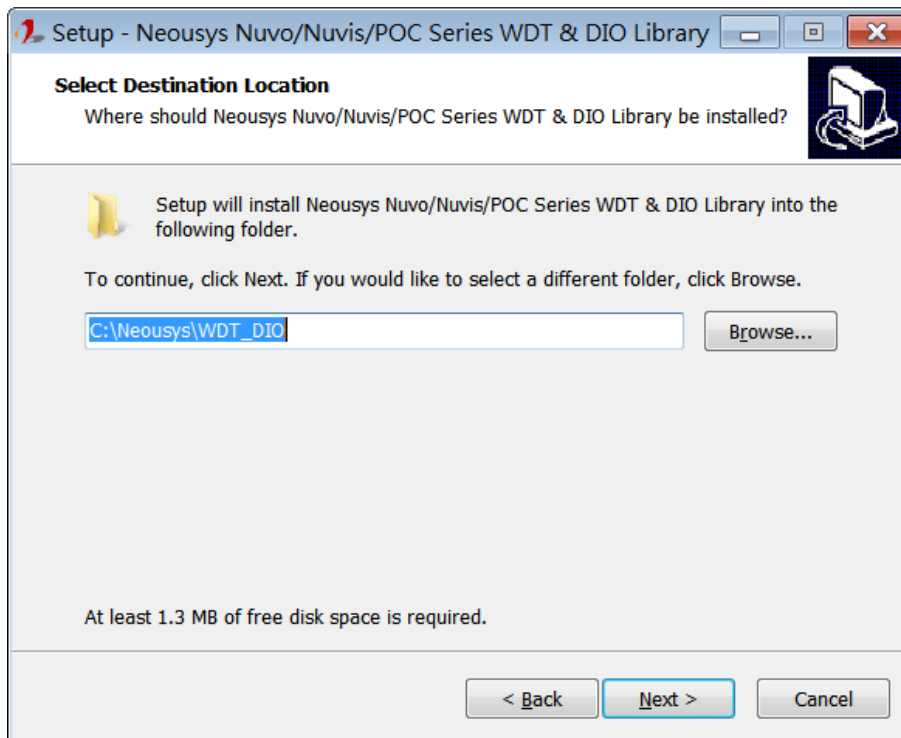 Setup - Neousys Nuvo/Nuvis/POC Series WDT & DIO Library
Select Destination Location
Where should Neousys Nuvo/Nuvis/POC Series WDT & DIO Library be installed?
Setup will install Neousys Nuvo/Nuvis/POC Series WDT & DIO Library into the
following folder.
To continue, click Next. If you would like to select a different folder, click Browse.
C:\Neousys\WDT_DIO
Browse...
At least 1.3 MB of free disk space is required.
< Back
Next >
Cancel